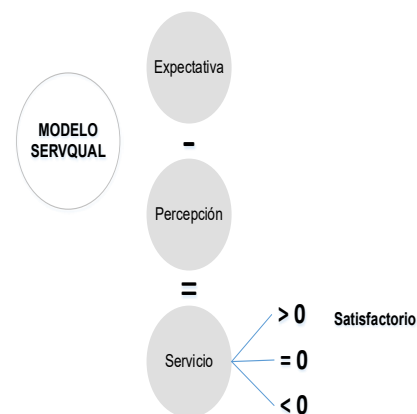 Expectativa
MODELO
SERVQUAL
-
Percepción
=
> 0 Satisfactorio
Servicio
= 0
< 0